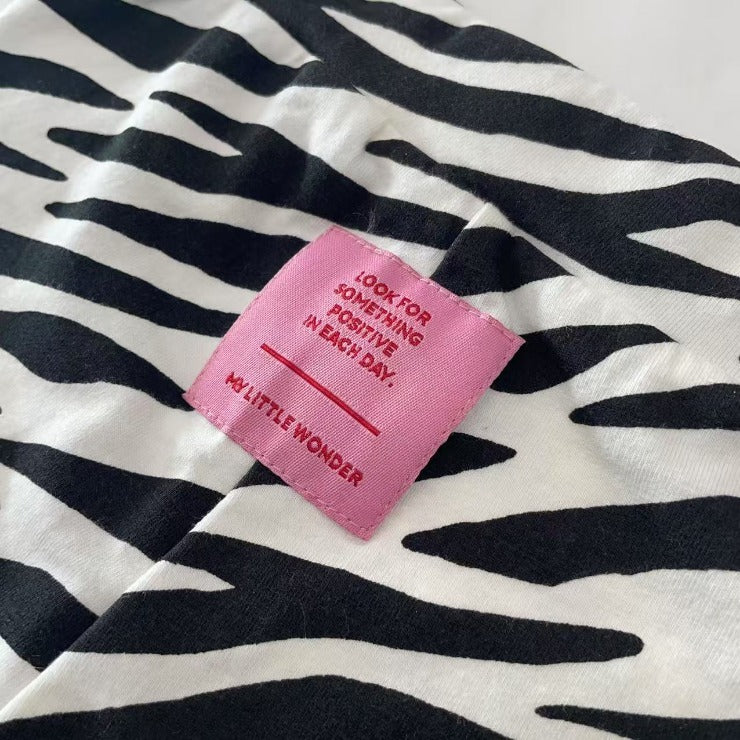 LOOK FOR
SOMETHING
POSITIVE
IN EACH DAY.
MY LITTLE WONDER